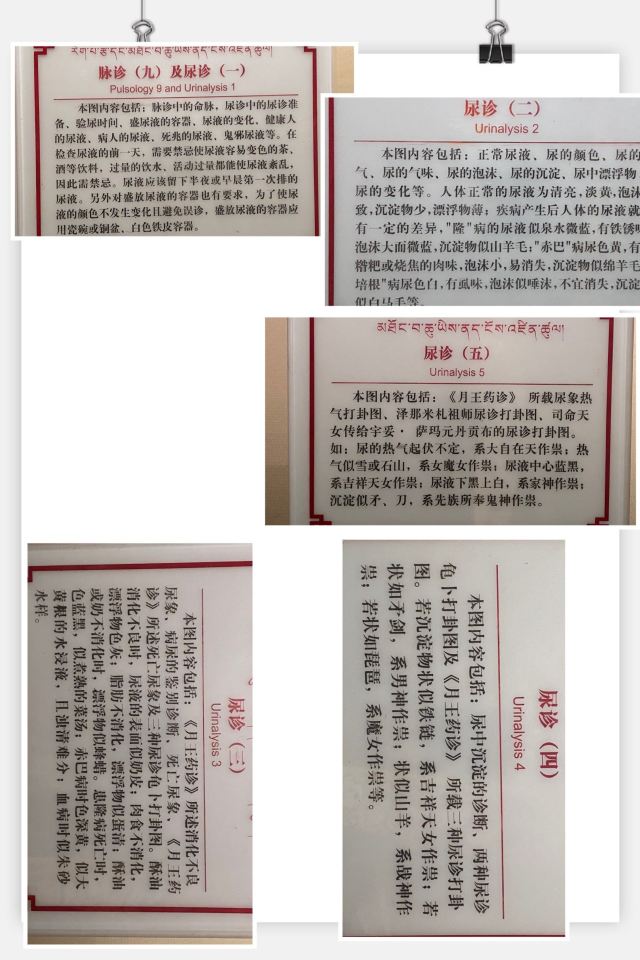 རེག་པ་རྩ་དང་མཐོང་བ་ཆུ་ཡིས་ནད་ངོས་འཛིན་ཚུལ།
脉诊（九）及尿诊（一）
Pulsology 9 and Urinalysis 1
本图内容包括：脉诊中的命脉，尿诊中的尿诊准
备、验尿时间、盛尿液的容器、尿液的变化、健康人
的尿液、病人的尿液、死兆的尿液、鬼邪尿液等。在
检查尿液的前一天，需要禁忌使尿液容易变色的茶、
酒等饮料，过量的饮水、活动过量都能使尿液紊乱，
因此需禁忌。尿液应该留下半夜或早晨第一次排的
尿液。另外对盛放尿液的容器也有要求，为了使尿
液的颜色不发生变化且避免误诊，盛放尿液的容器应
用瓷碗或铜盆、白色铁皮容器。
尿诊（二）
Urinalysis 2
本图内容包括：正常尿液、尿的颜色、尿的
气、尿的气味、尿的泡沫、尿的沉淀、尿中漂浮物
尿的变化等。人体正常的尿液为清亮，淡黄，泡沫
致，沉淀物少，漂浮物薄；疾病产生后人体的尿液就
有一定的差异，"隆"病的尿液似泉水微蓝，有铁锈味
泡沫大而微蓝，沉淀物似山羊毛；"赤巴"病尿色黄，有
糌粑或烧焦的肉味，泡沫小，易消失，沉淀物似绵羊毛
培根"病尿色白，有虱味，泡沫似唾沫，不宜消失，沉淀
似白马毛等。
མཐོང་བ་ཆུ་ཡིས་ནད་ངོས་འཛིན་ཚུལ།
尿诊（五）
Urinalysis 5
本图内容包括：《月王药诊》 所载尿象热
气打卦图、泽那米札祖师尿诊打卦图、司命天
女传给宇妥· 萨玛元丹贡布的尿诊打卦图。
如：尿的热气起伏不定，系大自在天作祟；热
气似雪或石山，系女魔女作祟；尿液中心蓝黑，
系吉祥天女作祟；尿液下黑上白，系家神作祟；
沉淀似矛、刀，系先族所奉鬼神作祟。
尿诊（三）
Urinalysis 3
本图内容包括：《月王药诊》所述消化不良
尿象、病尿的鉴别诊断，死亡尿象、《月王药
诊》所述死亡尿象及三种尿诊龟卜打卦图。酥油
消化不良时，尿液的表面似奶皮；肉食不消化，
漂浮物色灰；脂肪不消化，漂浮物似蛋清；酥油
或奶不消化时，漂浮物似蜂蜡。患隆病死亡时，
色蓝黑，似煮熟的菜汤；赤巴病时色深黄，似大
黄根的水浸液，且浊清难分；血病时似朱砂
水样。
尿诊（四）
Urinalysis 4
本图内容包括：尿中沉淀的诊断、两种尿诊
龟卜打卦图及《月王药诊》 所载三种尿诊打卦
图。若沉淀物状似铁链，系吉祥天女作祟；若
状如矛剑，系男神作祟；状似山羊，系战神作
祟；若状如琵琶，系魔女作祟等。